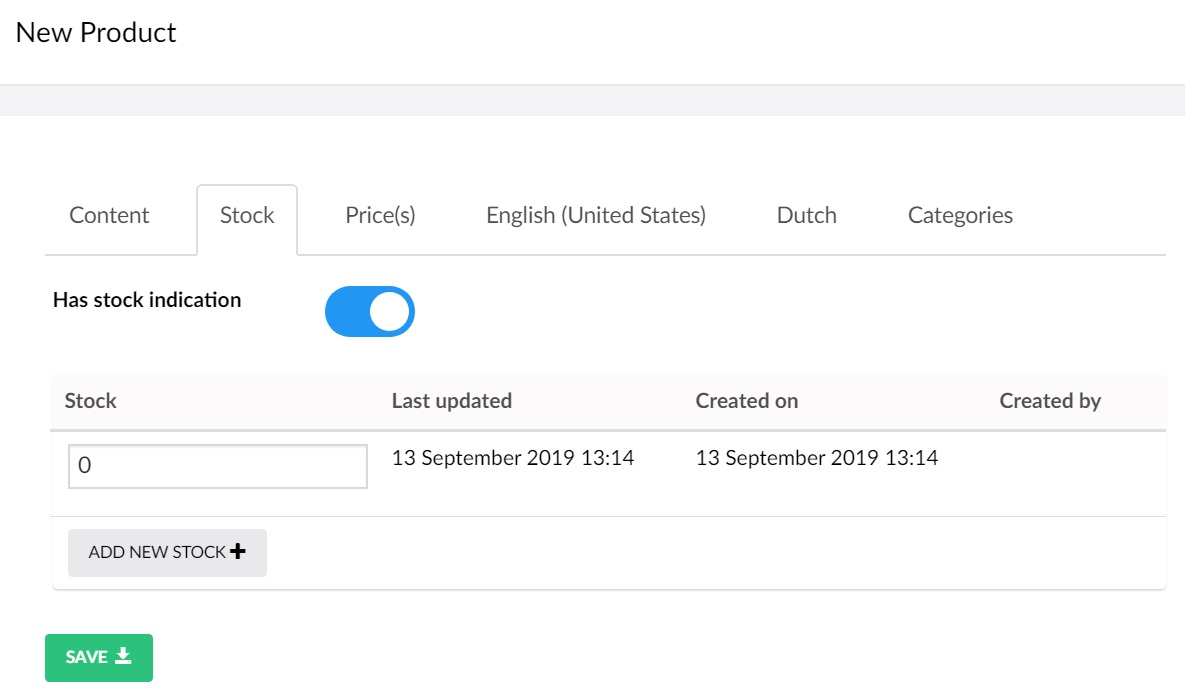 New Product
Content Stock Price(s) English (United States) Dutch Categories
Has stock indication
Stock Last updated Created on Created by
0 13 September 2019 13:14 13 September 2019 13:14
ADD NEW STOCK
SAVE